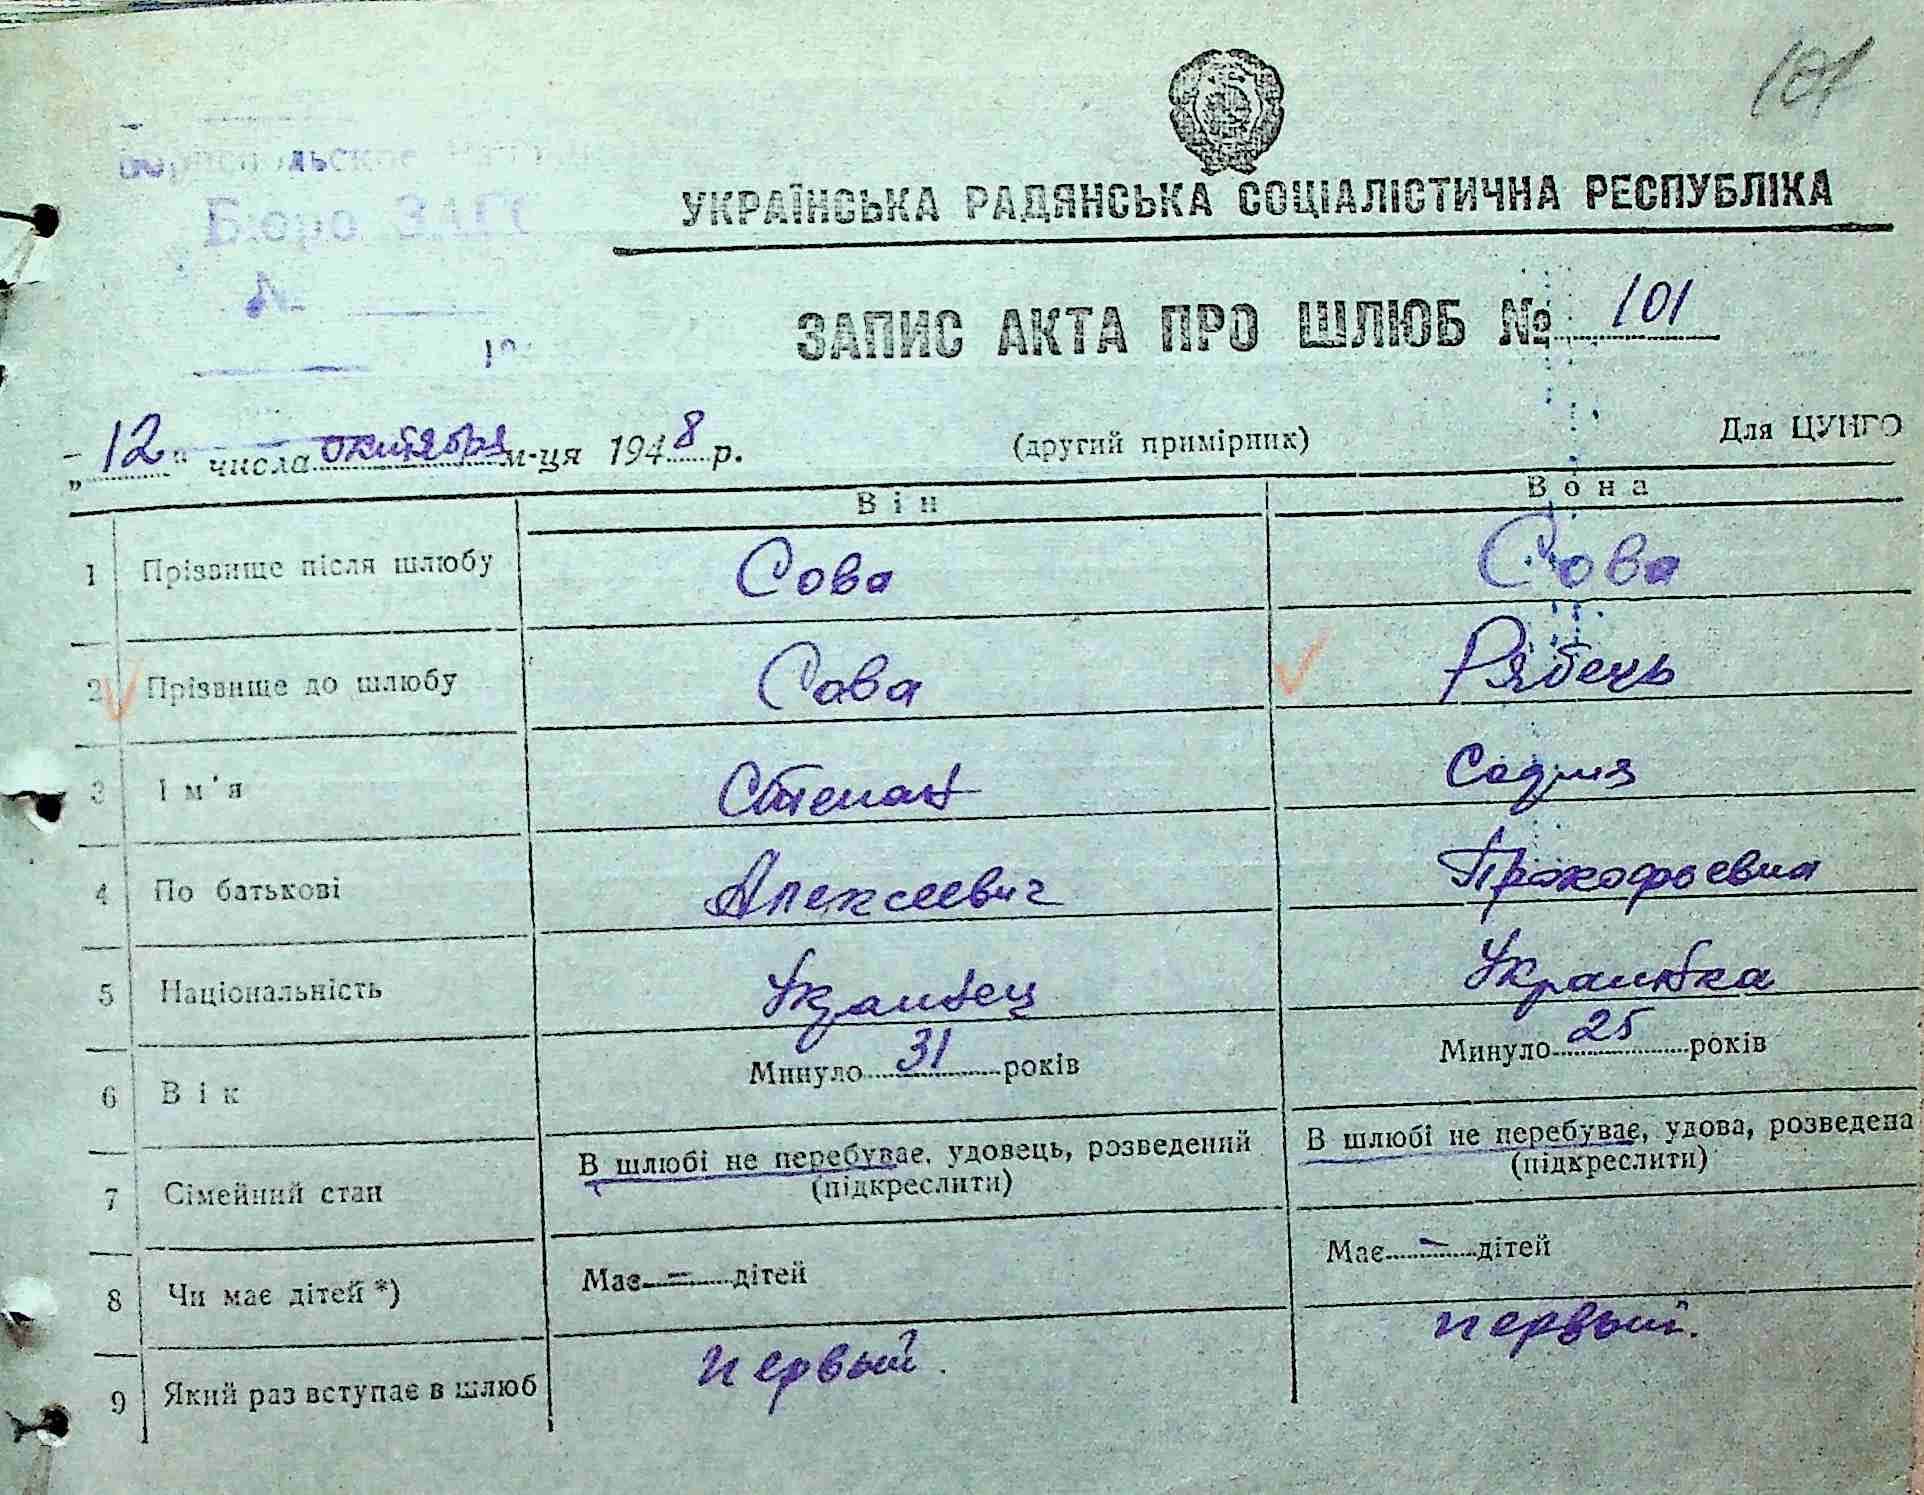 101
Бюро ЗАГС
№
УКРАЇНСЬКА РАДЯНСЬКА СОЦІАЛІСТИЧНА РЕСПУБЛІКА
ЗАПИС АКТА ПРО ШЛЮБ № 101
„12“ числа октября м-ця 1948 р. (другий примірник) Для ЦУНГО
Він Вона
1 Прізвище після шлюбу Сова Сова
2 Прізвище до шлюбу Сова Рябець
3 Ім'я Степан София
4 По батькові Алексеевич Прокофьевна
5 Національність Украинец Украинка
6 Вік Минуло 31 років Минуло 25 років
7 Сімейний стан В шлюбі не перебуває, удовець, розведений (підкреслити) В шлюбі не перебуває, удова, розведена (підкреслити)
8 Чи має дітей *) Має – дітей Має – дітей
9 Який раз вступає в шлюб первый. первый.